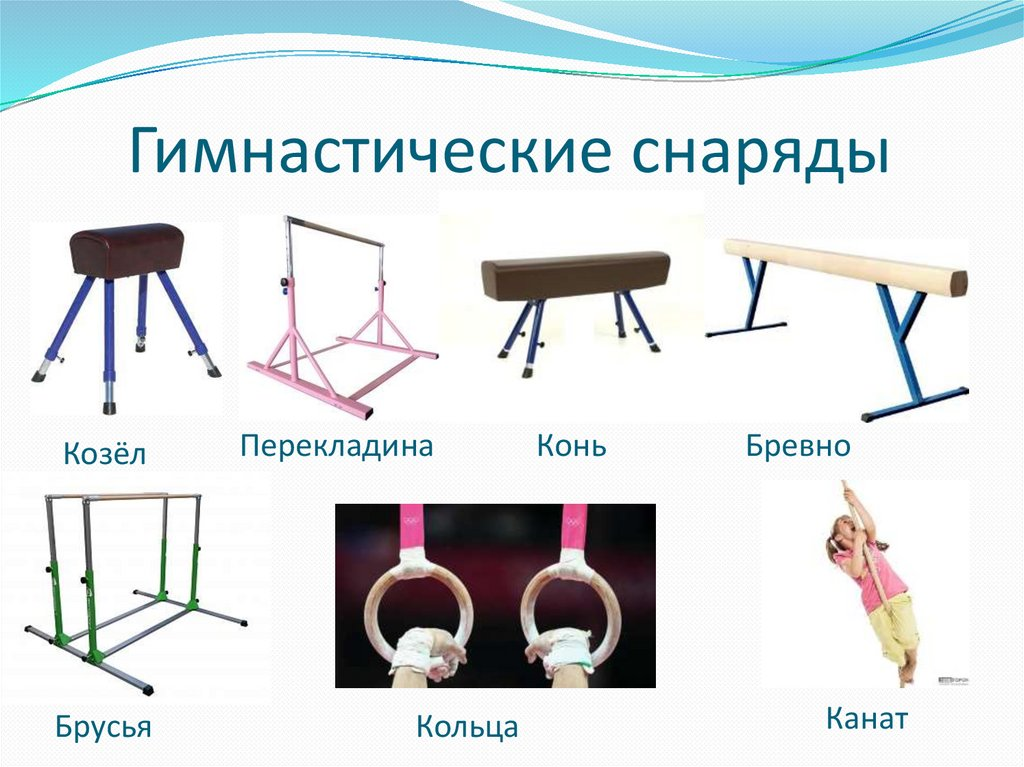 Гимнастические снаряды
Козёл
Перекладина
Конь
Бревно
Брусья
Кольца
Канат